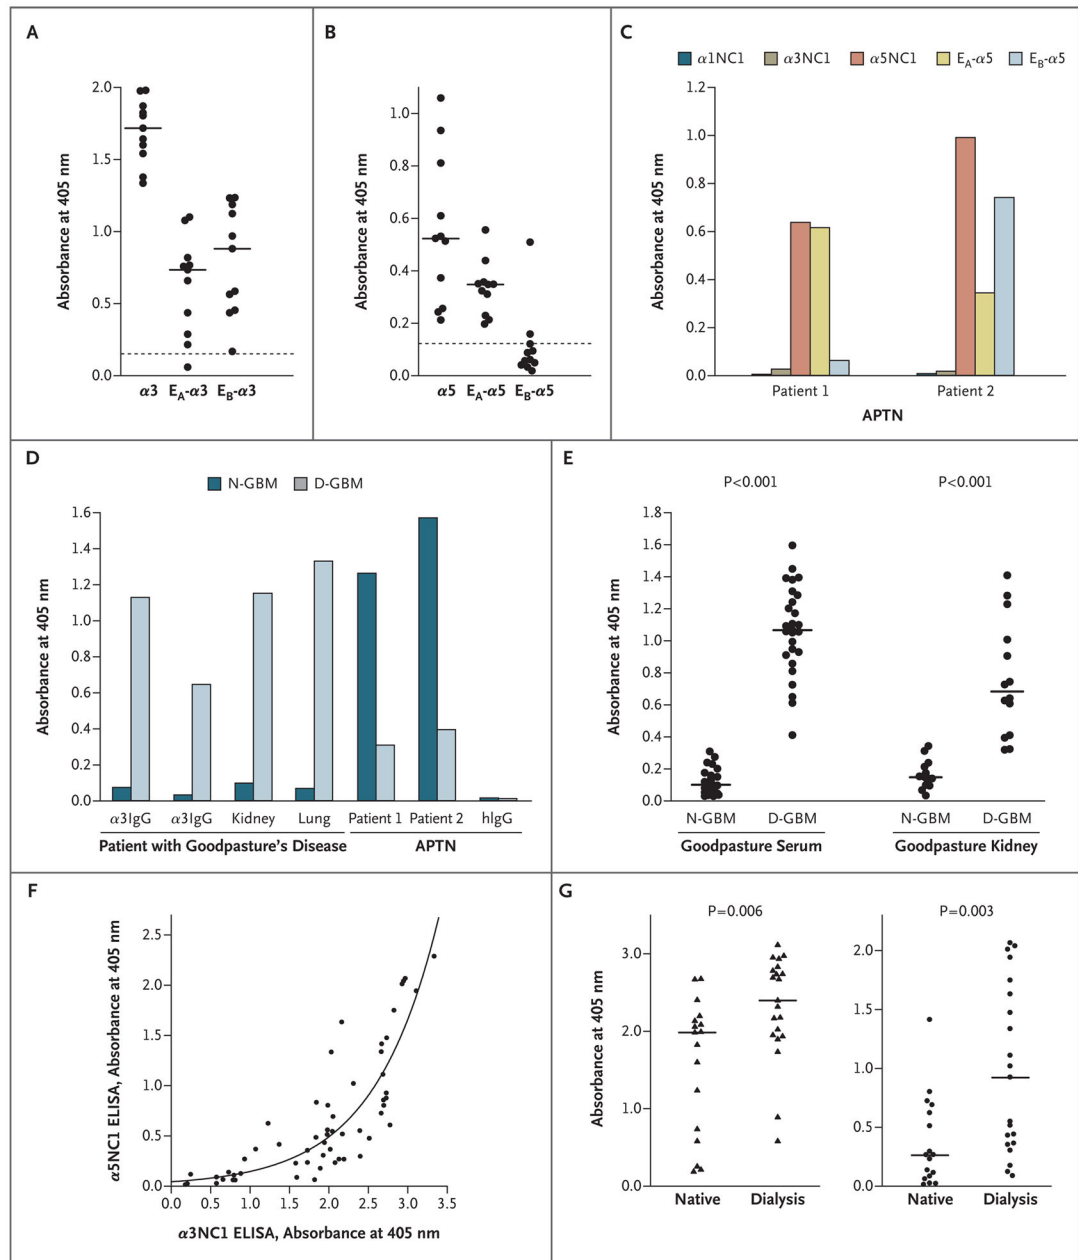 A
2.0
1.5
1.0
0.5
0.0
Absorbance at 405 nm
α3 E_A-α3 E_B-α3
B
1.0
0.8
0.6
0.4
0.2
0.0
Absorbance at 405 nm
α5 E_A-α5 E_B-α5
C
α1NC1 α3NC1 α5NC1 E_A-α5 E_B-α5
1.2
1.0
0.8
0.6
0.4
0.2
0.0
Absorbance at 405 nm
Patient 1 Patient 2
APTN
D
N-GBM D-GBM
1.6
1.4
1.2
1.0
0.8
0.6
0.4
0.2
0.0
Absorbance at 405 nm
α3IgG α3IgG Kidney Lung Patient 1 Patient 2 hIgG
Patient with Goodpasture's Disease APTN
E
P<0.001 P<0.001
1.8
1.6
1.4
1.2
1.0
0.8
0.6
0.4
0.2
0.0
Absorbance at 405 nm
N-GBM D-GBM N-GBM D-GBM
Goodpasture Serum Goodpasture Kidney
F
2.5
2.0
1.5
1.0
0.5
0.0
α5NC1 ELISA, Absorbance at 405 nm
0.0 0.5 1.0 1.5 2.0 2.5 3.0 3.5
α3NC1 ELISA, Absorbance at 405 nm
G
P=0.006 P=0.003
3.0
2.0
1.0
0.0
Absorbance at 405 nm
Native Dialysis
2.0
1.5
1.0
0.5
0.0
Native Dialysis